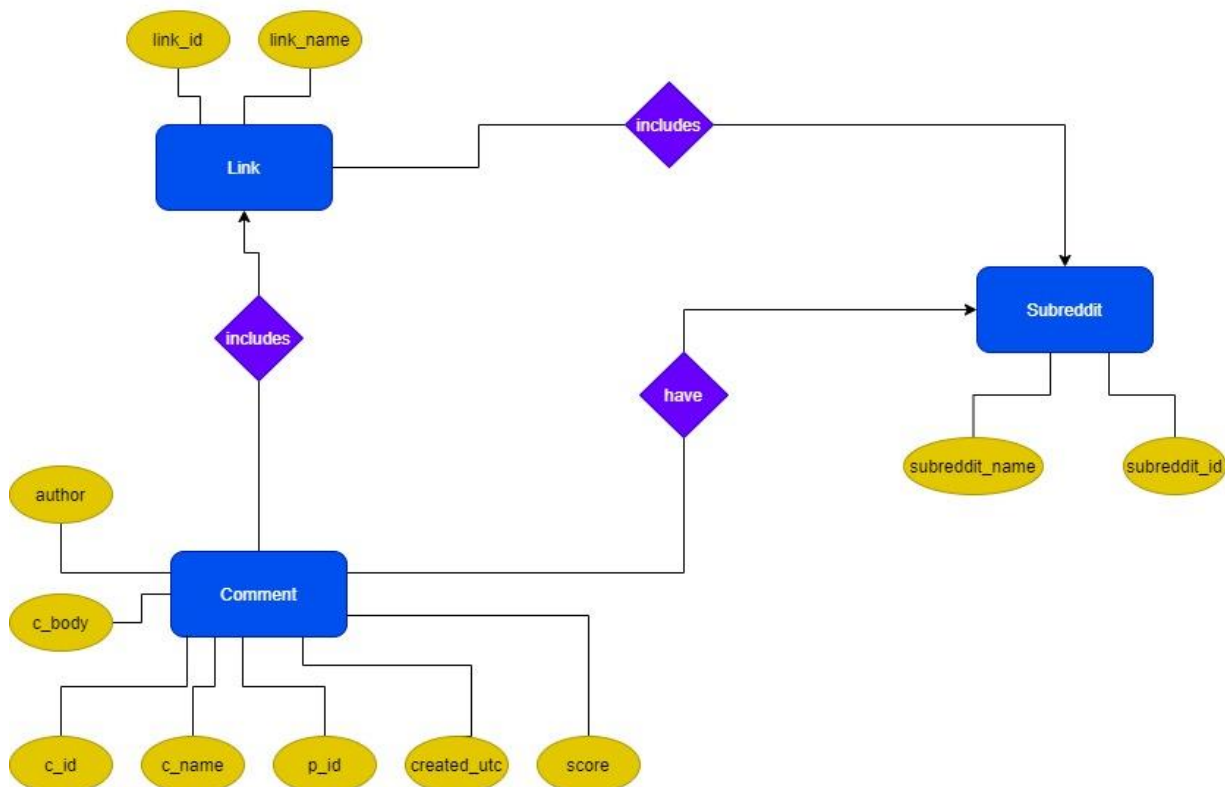 link_id
link_name
includes
Link
Subreddit
includes
have
subreddit_name
subreddit_id
author
Comment
c_body
c_id
c_name
p_id
created_utc
score